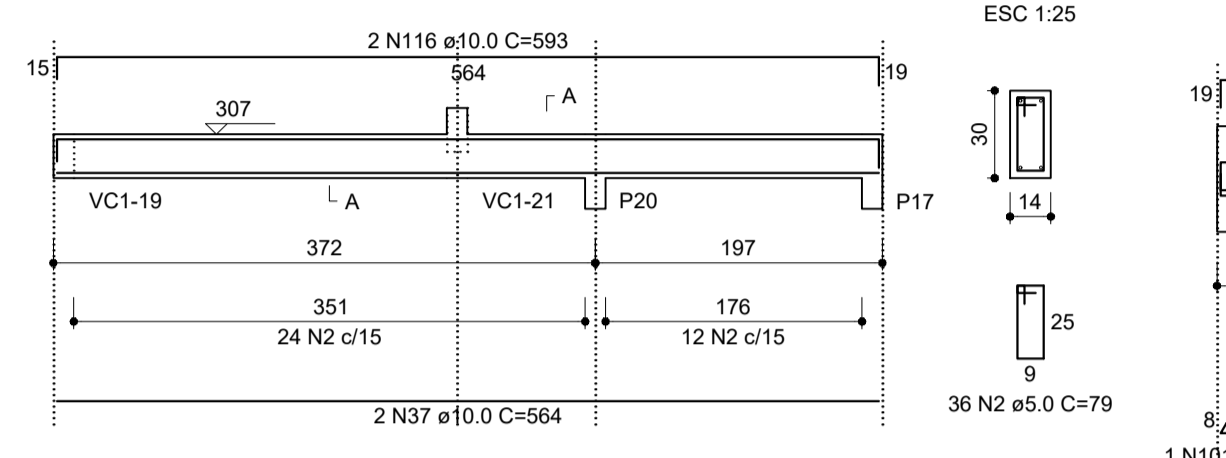 ESC 1:25
2 N116 ø10.0 C=593
15
564
19
A
307
VC1-19
A
VC1-21
P20
P17
372
197
351
176
24 N2 c/15
12 N2 c/15
2 N37 ø10.0 C=564
30
14
25
9
36 N2 ø5.0 C=79
19
8